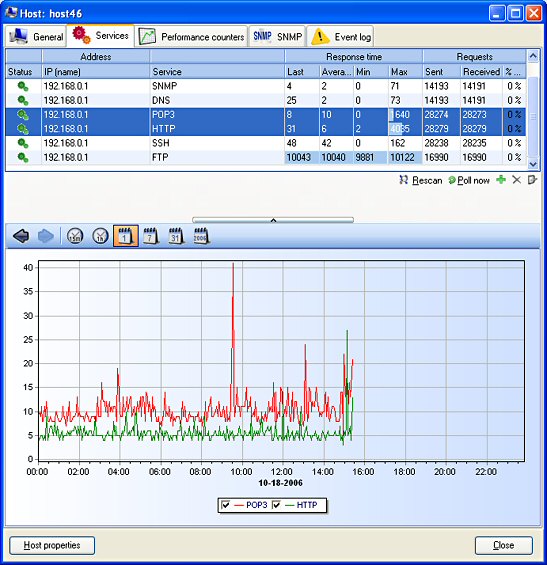 Host: host46
General Services Performance counters SNMP SNMP Event log
Address Response time Requests
Status IP (name) Service Last Avera... Min Max Sent Received % ...
192.168.0.1 SNMP 4 2 0 71 14193 14191 0 %
192.168.0.1 DNS 25 2 0 73 14193 14191 0 %
192.168.0.1 POP3 8 10 0 1640 28274 28273 0 %
192.168.0.1 HTTP 31 6 2 4035 28279 28279 0 %
192.168.0.1 SSH 48 42 0 162 28238 28235 0 %
192.168.0.1 FTP 10043 10040 9881 10122 16990 16990 0 %
Rescan Poll now
15m 1h 1 7 31 2006
40
35
30
25
20
15
10
5
0
00:00 02:00 04:00 06:00 08:00 10:00 12:00 14:00 16:00 18:00 20:00 22:00
10-18-2006
POP3 HTTP
Host properties Close